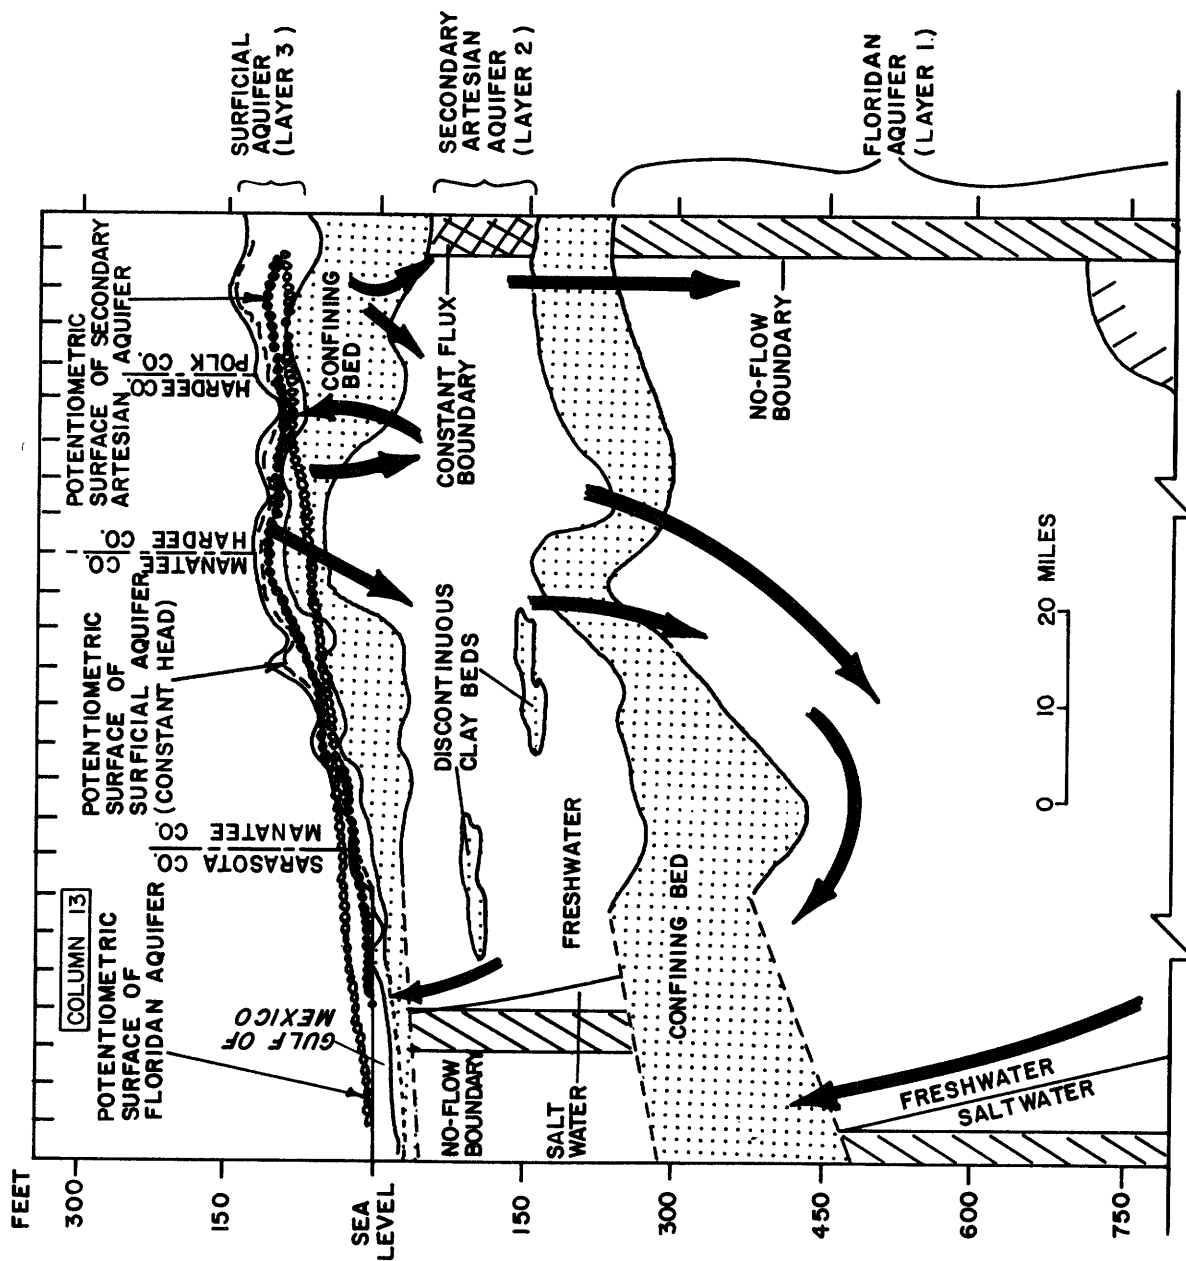 FEET
300
150
SEA
LEVEL
150
300
450
600
750
COLUMN 13
POTENTIOMETRIC
SURFACE OF
FLORIDAN AQUIFER
SARASOTA CO.
MANATEE CO.
POTENTIOMETRIC
SURFACE OF
SURFICIAL AQUIFER
(CONSTANT HEAD)
MANATEE CO.
HARDEE CO.
POTENTIOMETRIC
SURFACE OF SECONDARY
ARTESIAN AQUIFER
HARDEE CO.
POLK CO.
SURFICIAL
AQUIFER
(LAYER 3)
SECONDARY
ARTESIAN
AQUIFER
(LAYER 2)
FLORIDAN
AQUIFER
(LAYER 1.)
GULF OF
MEXICO
CONFINING
BED
NO-FLOW
BOUNDARY
SALT
WATER
FRESHWATER
DISCONTINUOUS
CLAY BEDS
CONSTANT FLUX
BOUNDARY
CONFINING BED
NO-FLOW
BOUNDARY
FRESHWATER
SALTWATER
0 10 20 MILES